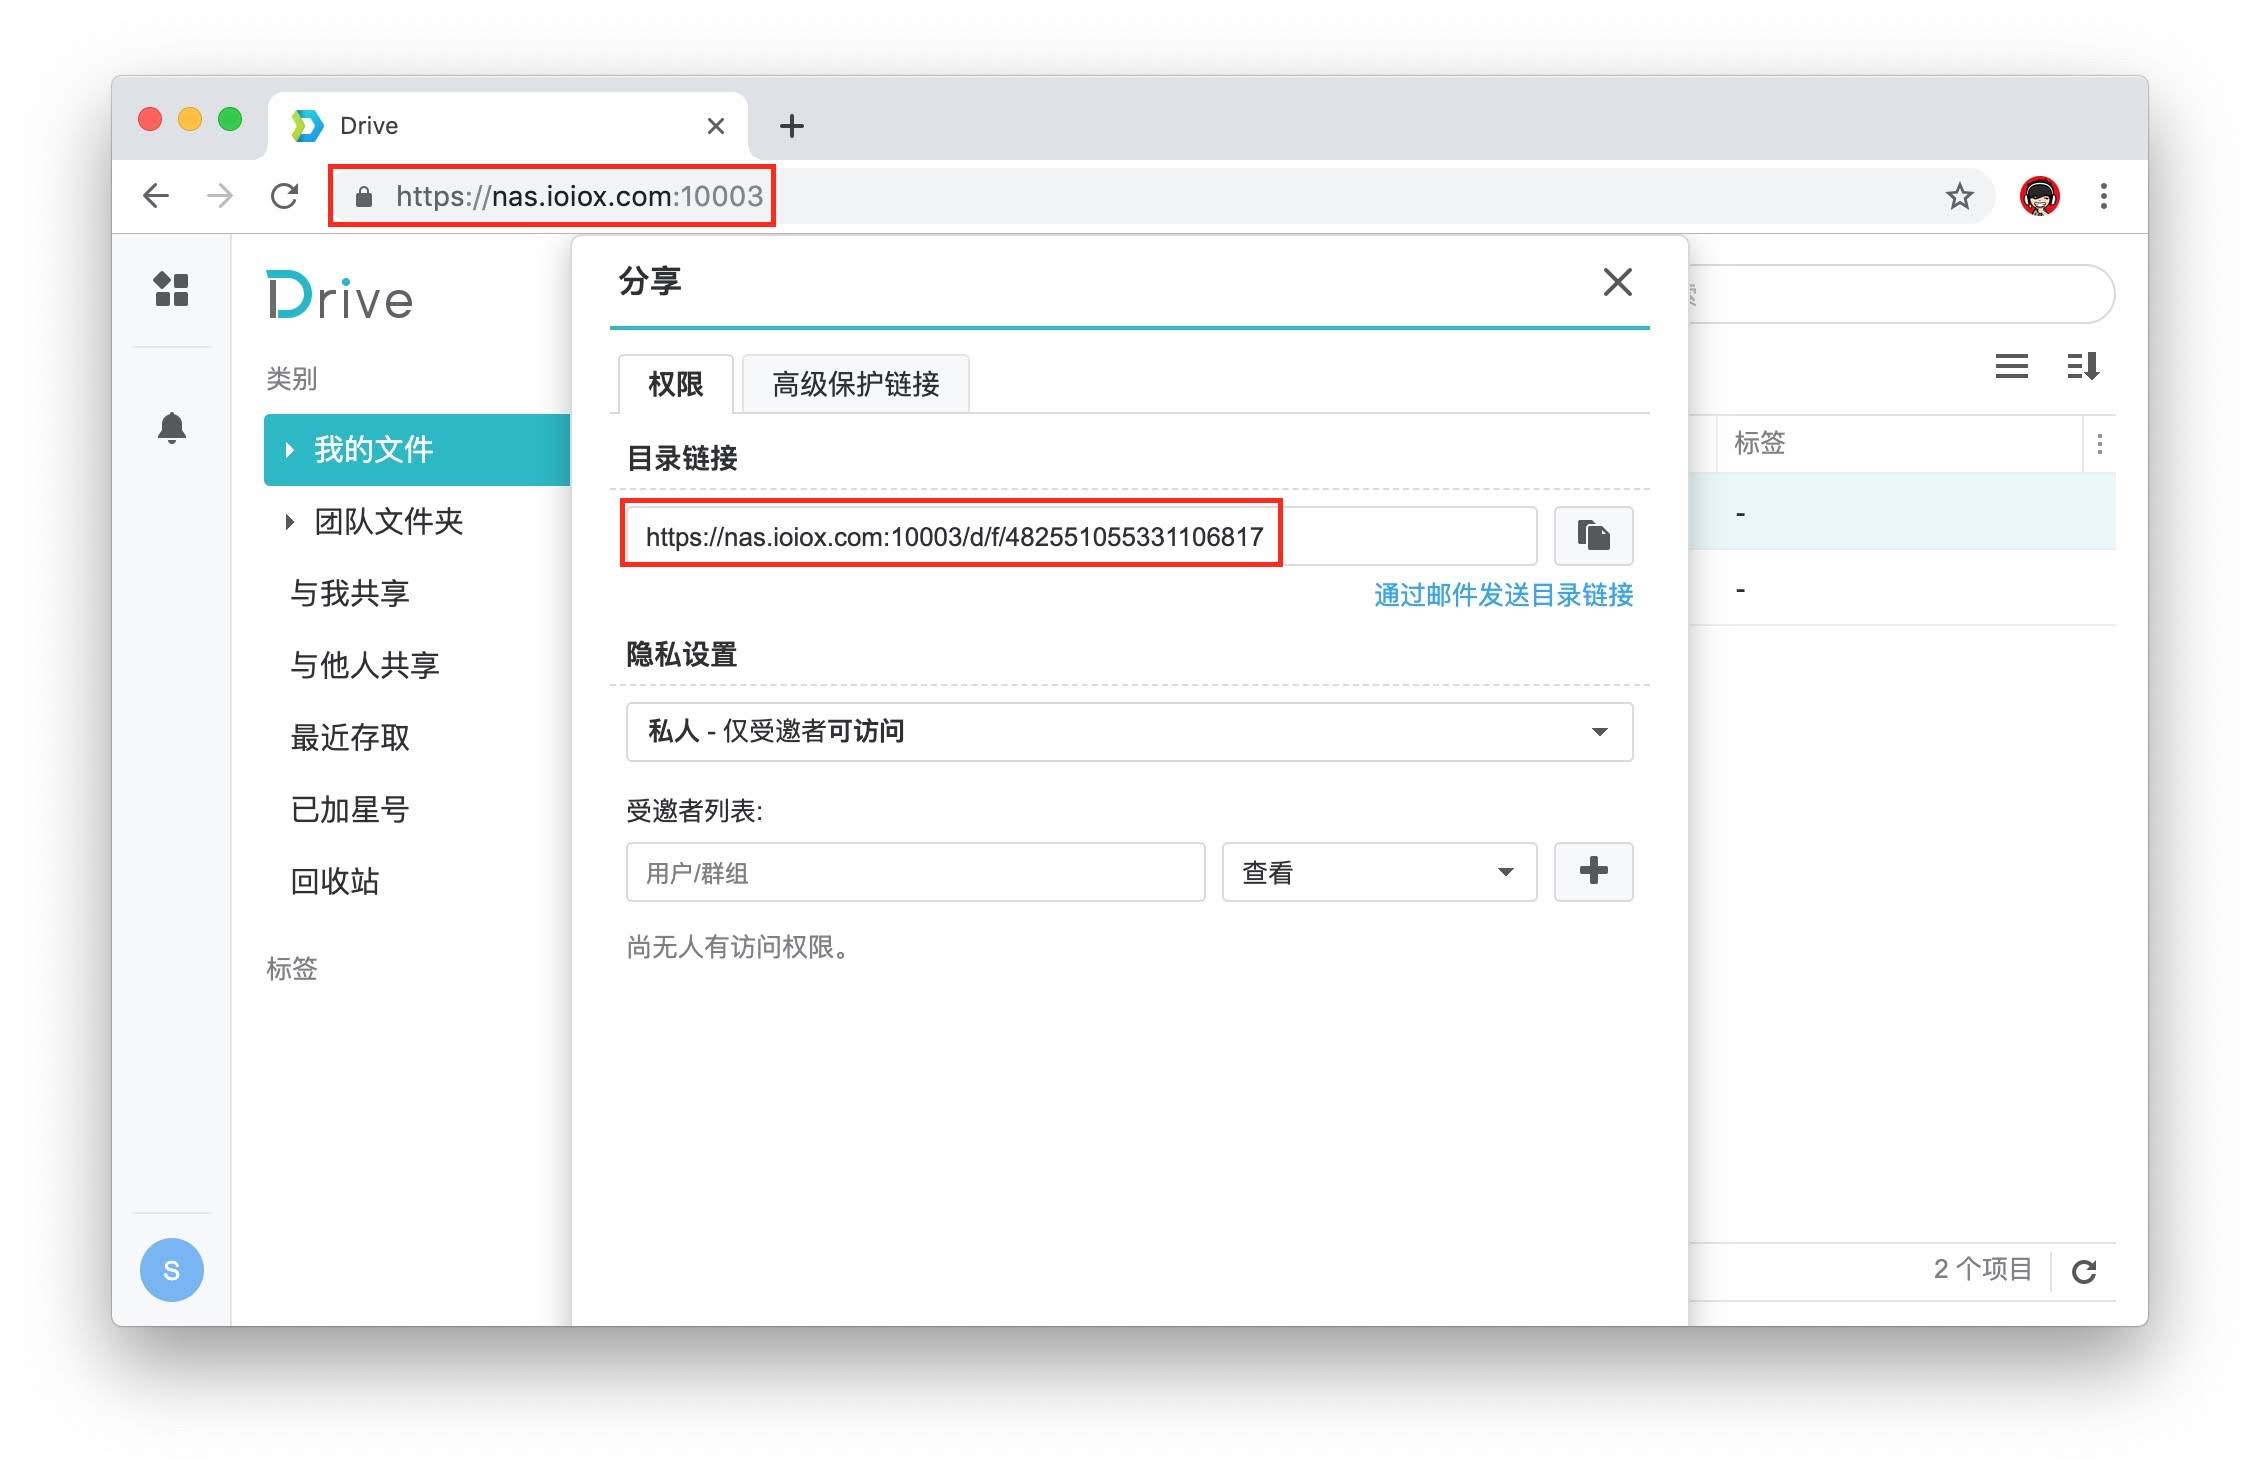 Drive
https://nas.ioiox.com:10003
Drive
类别
我的文件
团队文件夹
与我共享
与他人共享
最近存取
已加星号
回收站
标签
S
分享
权限
高级保护链接
目录链接
https://nas.ioiox.com:10003/d/f/482551055331106817
通过邮件发送目录链接
隐私设置
私人 - 仅受邀者可访问
受邀者列表:
用户/群组
查看
尚无人有访问权限。
标签
-
-
2 个项目